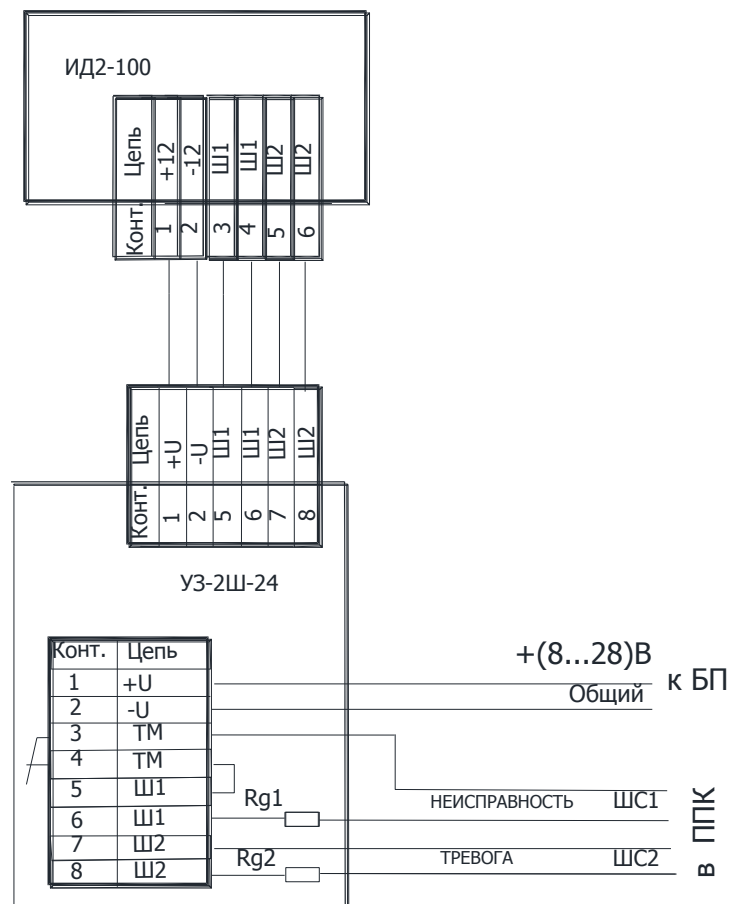 ИД2-100
Конт. Цепь
1 +12
2 -12
3 Ш1
4 Ш1
5 Ш2
6 Ш2
Конт. Цепь
1 +U
2 -U
5 Ш1
6 Ш1
7 Ш2
8 Ш2
УЗ-2Ш-24
Конт. Цепь
1 +U
2 -U
3 ТМ
4 ТМ
5 Ш1
6 Ш1
7 Ш2
8 Ш2
Rg1
Rg2
+(8...28)В
Общий
к БП
НЕИСПРАВНОСТЬ ШС1
ТРЕВОГА ШС2
в ППК